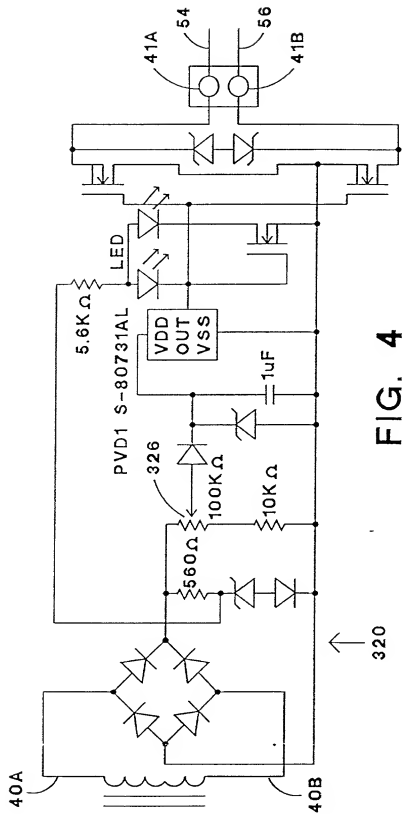 40A
40B
560Ω
326
100KΩ
10KΩ
PVD1 S-80731AL
VDD
OUT
VSS
1uF
5.6KΩ
LED
41A
54
56
41B
320
FIG. 4